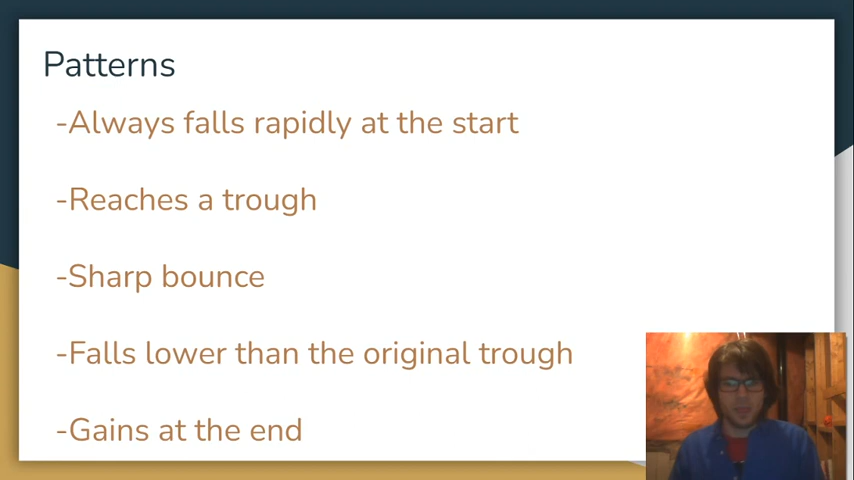 Patterns
-Always falls rapidly at the start
-Reaches a trough
-Sharp bounce
-Falls lower than the original trough
-Gains at the end